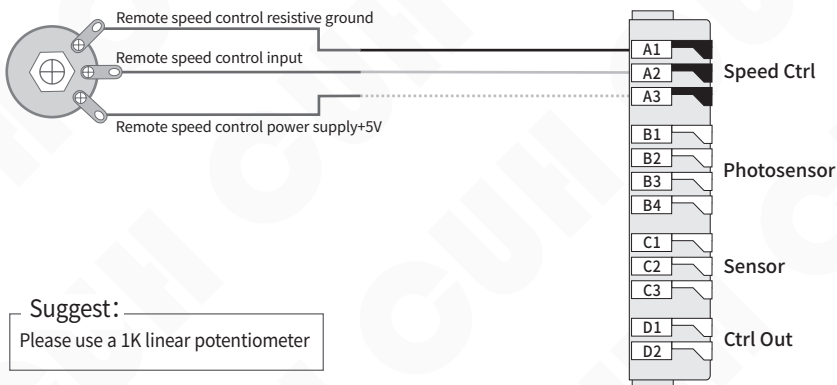 Remote speed control resistive ground
Remote speed control input
Remote speed control power supply+5V
A1
A2
A3
Speed Ctrl
B1
B2
B3
B4
Photosensor
C1
C2
C3
Sensor
D1
D2
Ctrl Out
Suggest:
Please use a 1K linear potentiometer
CUH